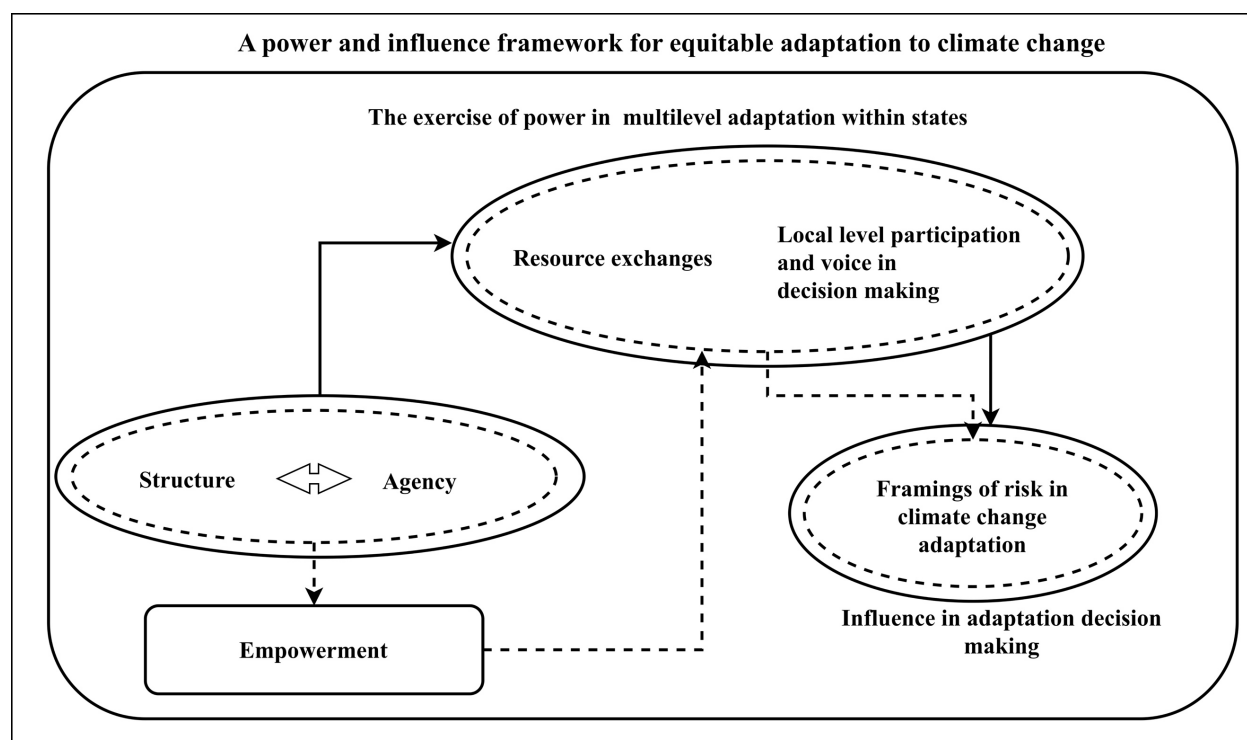 A power and influence framework for equitable adaptation to climate change
The exercise of power in multilevel adaptation within states
Resource exchanges
Local level participation
and voice in
decision making
Structure
Agency
Framings of risk in
climate change
adaptation
Influence in adaptation decision
making
Empowerment